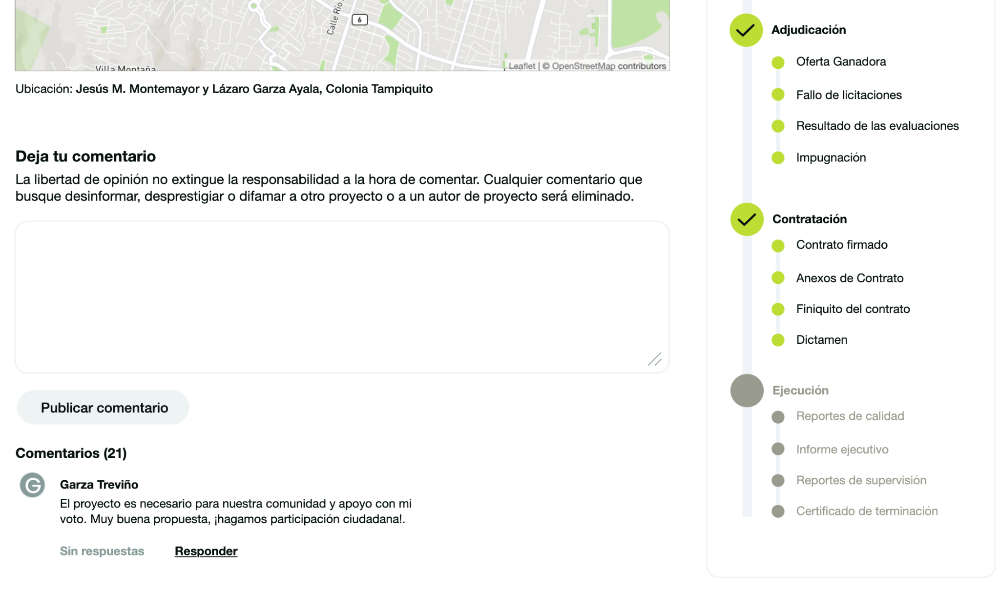 Calle Río
6
Villa Montaña
Leaflet | © OpenStreetMap contributors
Ubicación: Jesús M. Montemayor y Lázaro Garza Ayala, Colonia Tampiquito
Deja tu comentario
La libertad de opinión no extingue la responsabilidad a la hora de comentar. Cualquier comentario que
busque desinformar, desprestigiar o difamar a otro proyecto o a un autor de proyecto será eliminado.
Publicar comentario
Comentarios (21)
G
Garza Treviño
El proyecto es necesario para nuestra comunidad y apoyo con mi
voto. Muy buena propuesta, ¡hagamos participación ciudadana!.
Sin respuestas
Responder
Adjudicación
Oferta Ganadora
Fallo de licitaciones
Resultado de las evaluaciones
Impugnación
Contratación
Contrato firmado
Anexos de Contrato
Finiquito del contrato
Dictamen
Ejecución
Reportes de calidad
Informe ejecutivo
Reportes de supervisión
Certificado de terminación